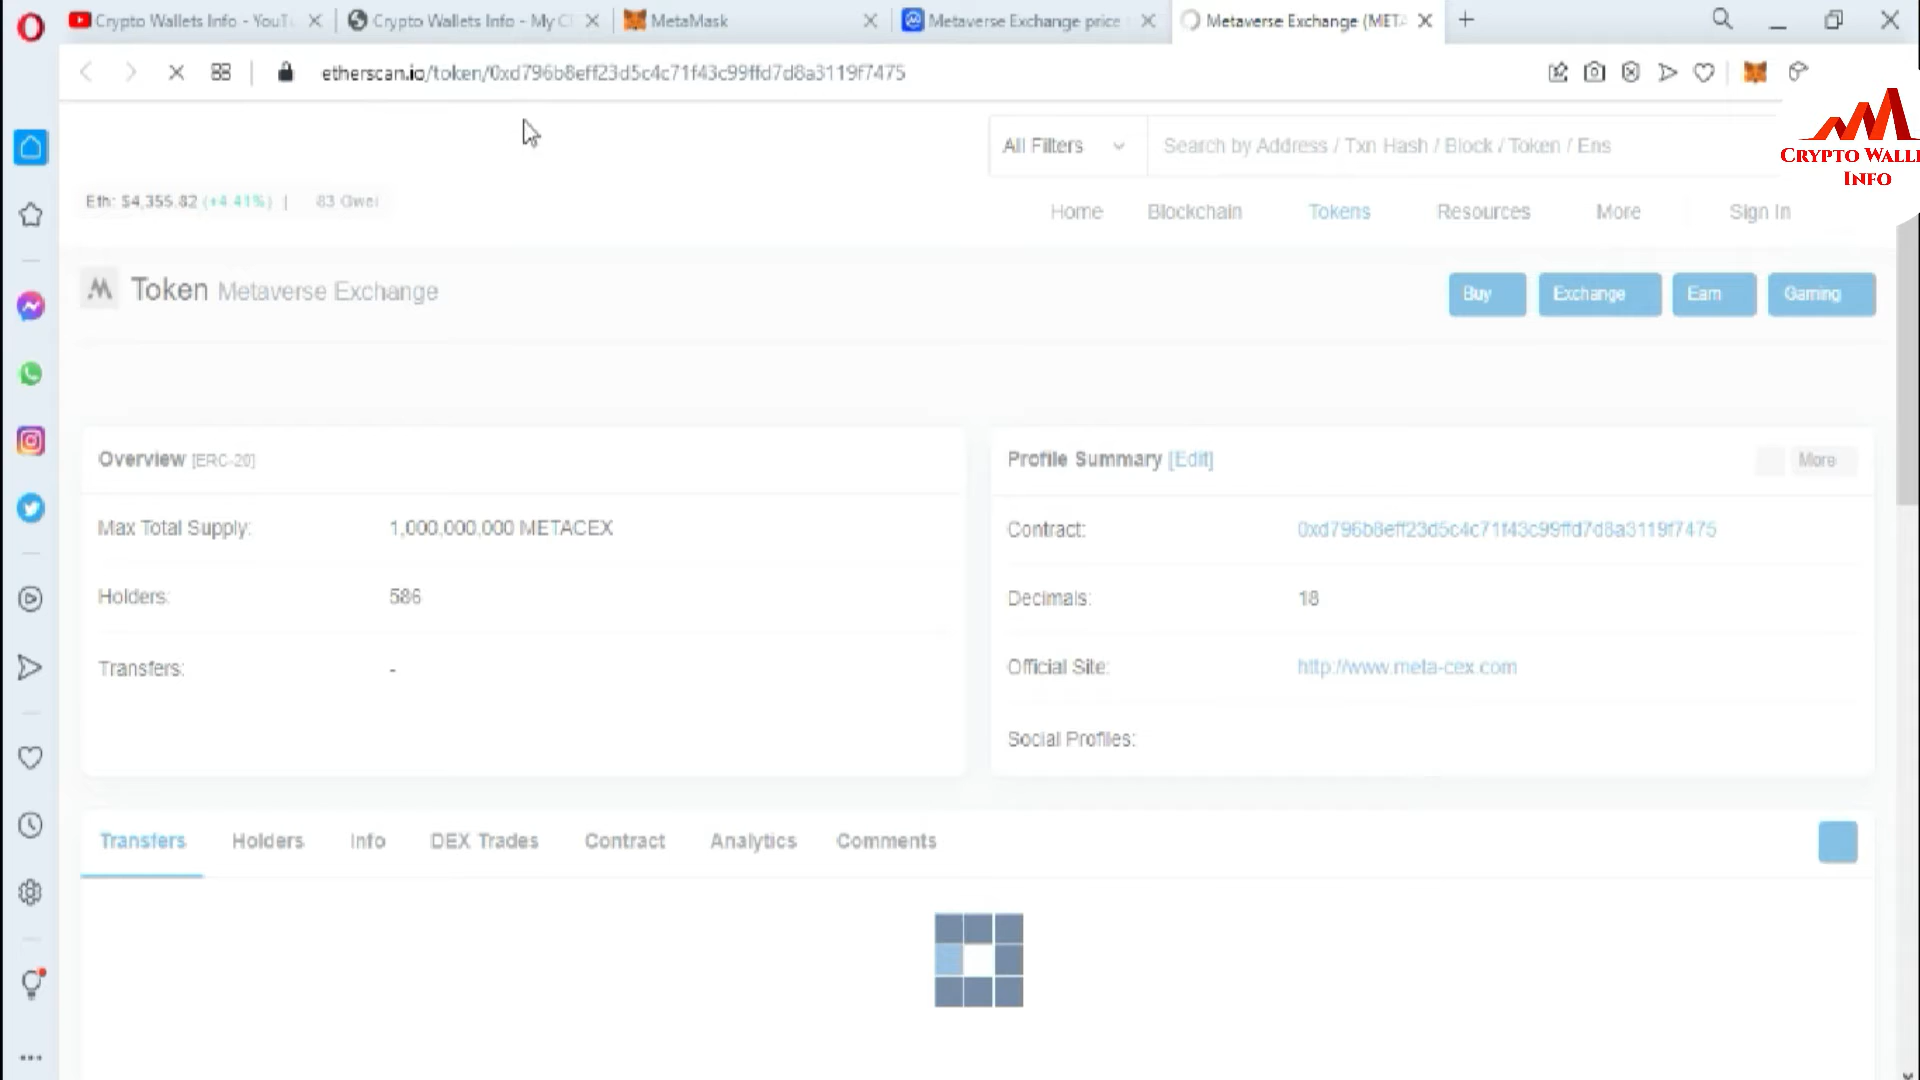 Crypto Wallets Info - YouT
Crypto Wallets Info - My C
MetaMask
Metaverse Exchange price
Metaverse Exchange (META
etherscan.io/token/0xd796b8eff23d5c4c71f43c99ffd7d8a3119f7475
CRYPTO WALLE
INFO
All Filters
Search by Address / Txn Hash / Block / Token / Ens
Eth: $4,355.82 (+4.41%) | 83 Gwei
Home Blockchain Tokens Resources More Sign In
Token Metaverse Exchange
Buy Exchange Earn Gaming
Overview [ERC-20]
Max Total Supply: 1,000,000,000 METACEX
Holders: 586
Transfers: -
Profile Summary [Edit]
More
Contract: 0xd796b8eff23d5c4c71f43c99ffd7d8a3119f7475
Decimals: 18
Official Site: http://www.meta-cex.com
Social Profiles:
Transfers Holders Info DEX Trades Contract Analytics Comments